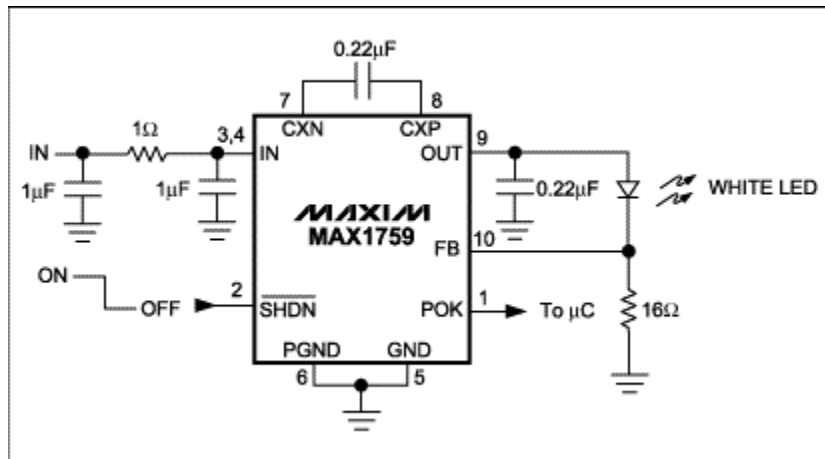 0.22µF
7 8
CXN CXP
1Ω 3,4 9
IN IN OUT
1µF 1µF 0.22µF WHITE LED
MAXIM
MAX1759
FB 10
ON
OFF 2 SHDN POK 1 To µC 16Ω
PGND GND
6 5